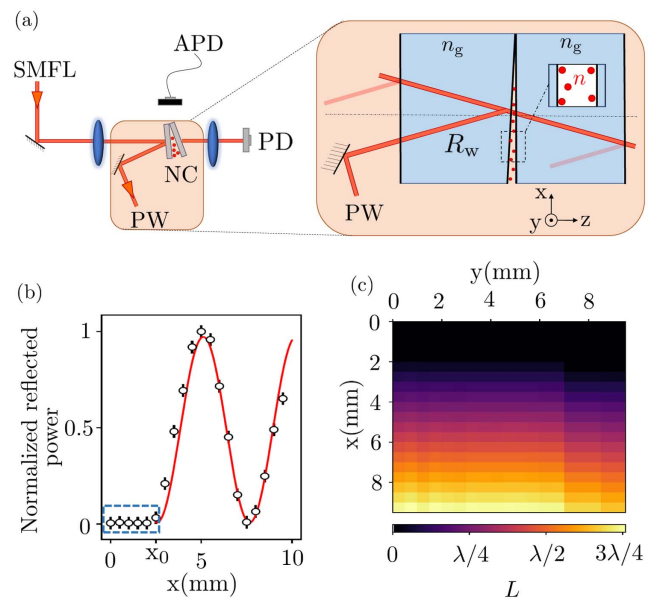 (a)
APD
SMFL
PD
NC
PW
n_g
n_g
n
R_w
PW
x
y
z
(b)
Normalized reflected
power
1
0.5
0
0
x_0
5
10
x(mm)
(c)
y(mm)
0
2
4
6
8
x(mm)
0
2
4
6
8
0
λ/4
λ/2
3λ/4
L